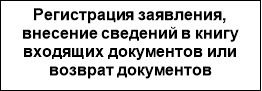 Регистрация заявления,
внесение сведений в книгу
входящих документов или
возврат документов